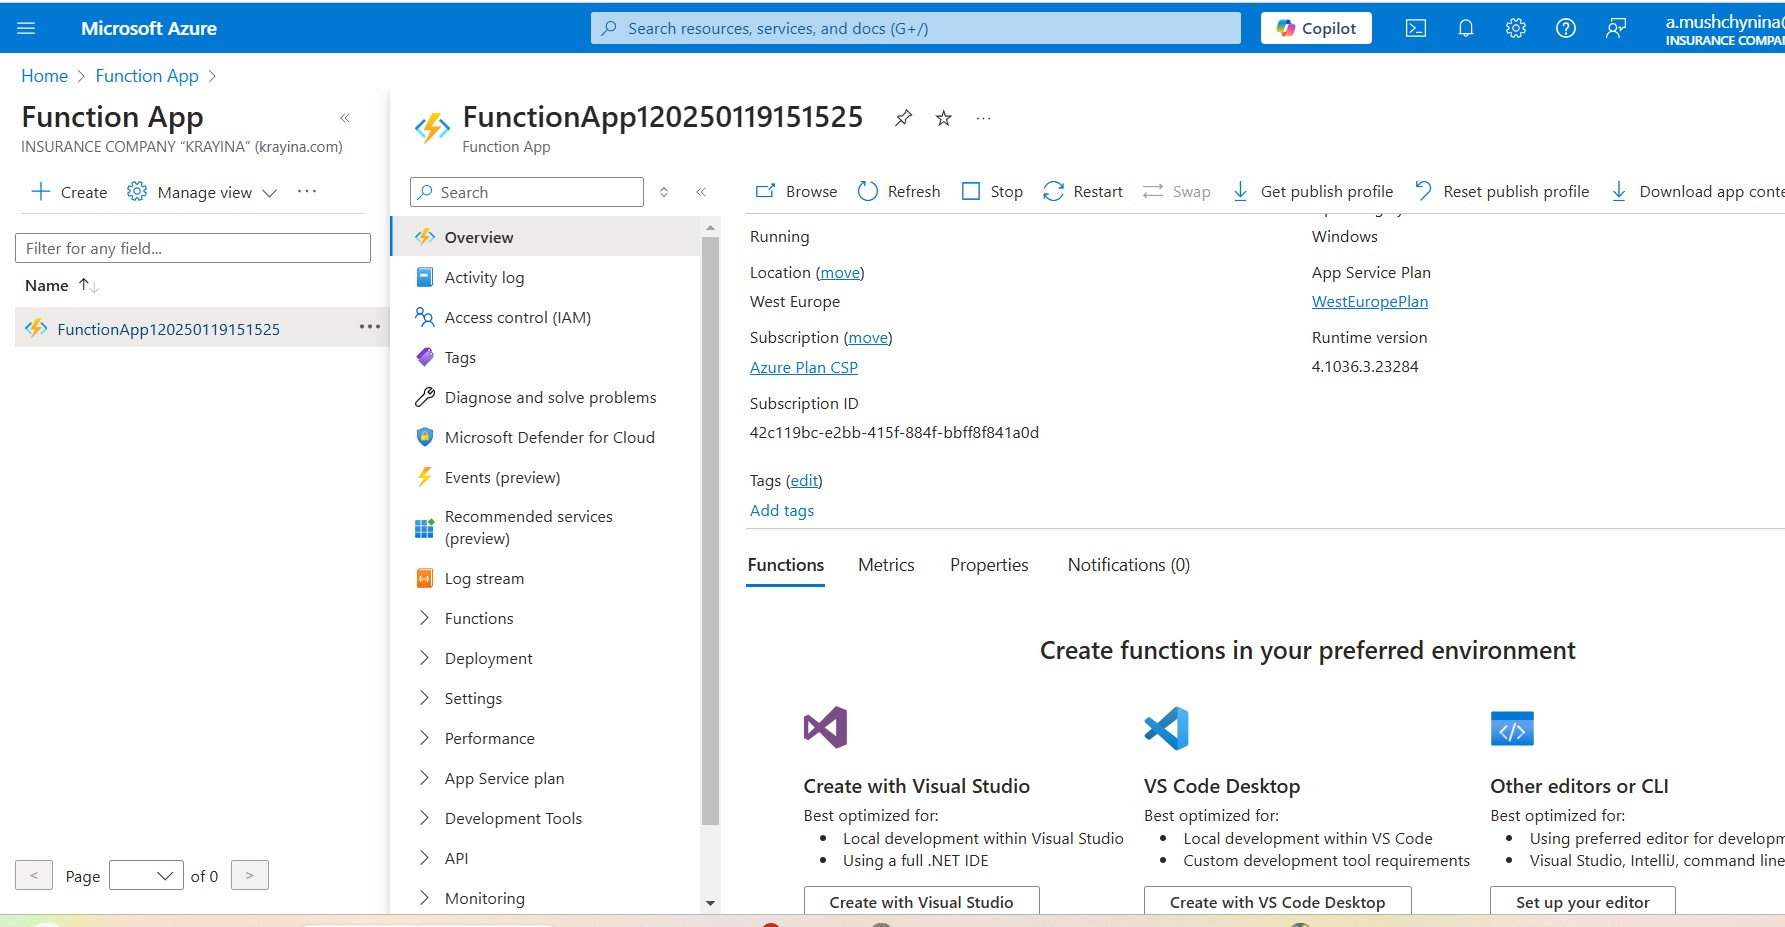 Microsoft Azure
Search resources, services, and docs (G+/)
Copilot
a.mushchynina@
INSURANCE COMPAN
Home > Function App >
Function App
INSURANCE COMPANY “KRAYINA” (krayina.com)
Create
Manage view
Filter for any field...
Name
FunctionApp120250119151525
Page
of 0
FunctionApp120250119151525
Function App
Search
Overview
Activity log
Access control (IAM)
Tags
Diagnose and solve problems
Microsoft Defender for Cloud
Events (preview)
Recommended services
(preview)
Log stream
Functions
Deployment
Settings
Performance
App Service plan
Development Tools
API
Monitoring
Browse
Refresh
Stop
Restart
Swap
Get publish profile
Reset publish profile
Download app conte
Running
Location (move)
West Europe
Subscription (move)
Azure Plan CSP
Subscription ID
42c119bc-e2bb-415f-884f-bbff8f841a0d
Tags (edit)
Add tags
Windows
App Service Plan
WestEuropePlan
Runtime version
4.1036.3.23284
Functions
Metrics
Properties
Notifications (0)
Create functions in your preferred environment
Create with Visual Studio
Best optimized for:
Local development within Visual Studio
Using a full .NET IDE
Create with Visual Studio
VS Code Desktop
Best optimized for:
Local development within VS Code
Custom development tool requirements
Create with VS Code Desktop
Other editors or CLI
Best optimized for:
Using preferred editor for developm
Visual Studio, IntelliJ, command line
Set up your editor